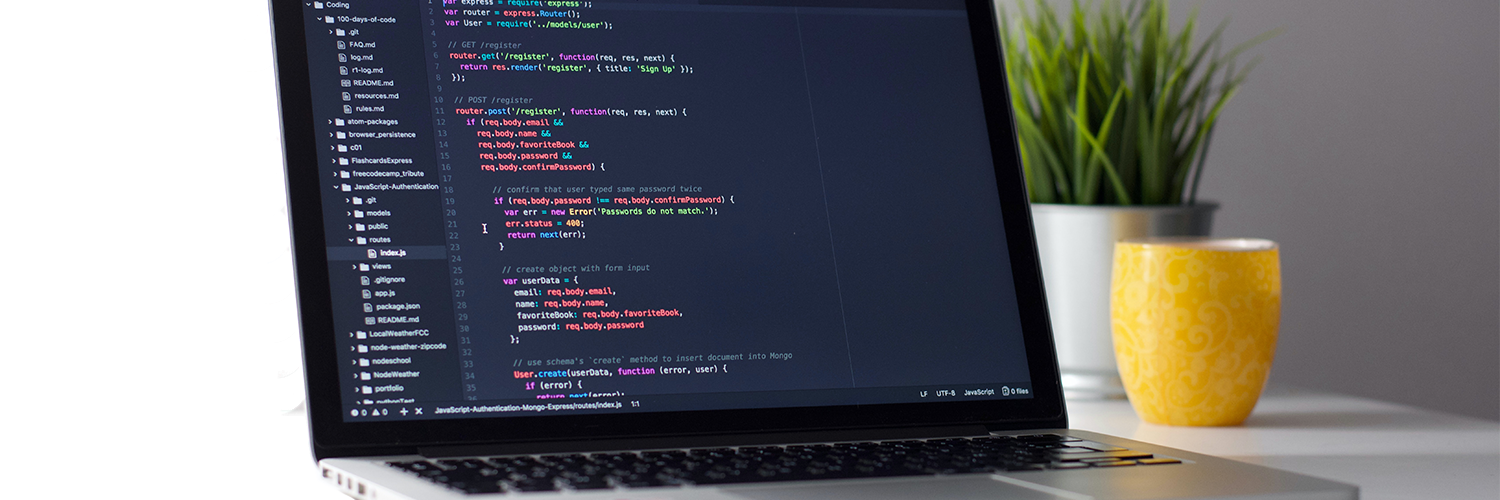 Coding
100-days-of-code
.git
FAQ.md
log.md
r1-log.md
README.md
resources.md
rules.md
atom-packages
browser_persistence
c01
FlashcardsExpress
freecodecamp_tribute
JavaScript-Authentication
.git
models
public
routes
index.js
views
.gitignore
app.js
package.json
README.md
LocalWeatherFCC
node-weather-zipcode
nodeschool
NodeWeather
portfolio
pythonTest
1 var express = require('express');
2 var router = express.Router();
3 var User = require('../models/user');
4
5 // GET /register
6 router.get('/register', function(req, res, next) {
7 return res.render('register', { title: 'Sign Up' });
8 });
9
10 // POST /register
11 router.post('/register', function(req, res, next) {
12 if (req.body.email &&
13 req.body.name &&
14 req.body.favoriteBook &&
15 req.body.password &&
16 req.body.confirmPassword) {
17
18 // confirm that user typed same password twice
19 if (req.body.password !== req.body.confirmPassword) {
20 var err = new Error('Passwords do not match.');
21 err.status = 400;
22 return next(err);
23 }
24
25 // create object with form input
26 var userData = {
27 email: req.body.email,
28 name: req.body.name,
29 favoriteBook: req.body.favoriteBook,
30 password: req.body.password
31 };
32
33 // use schema's `create` method to insert document into Mongo
34 User.create(userData, function (error, user) {
35 if (error) {
return next(error);
0 0 JavaScript-Authentication-Mongo-Express/routes/index.js 1:1 LF UTF-8 JavaScript 0 files